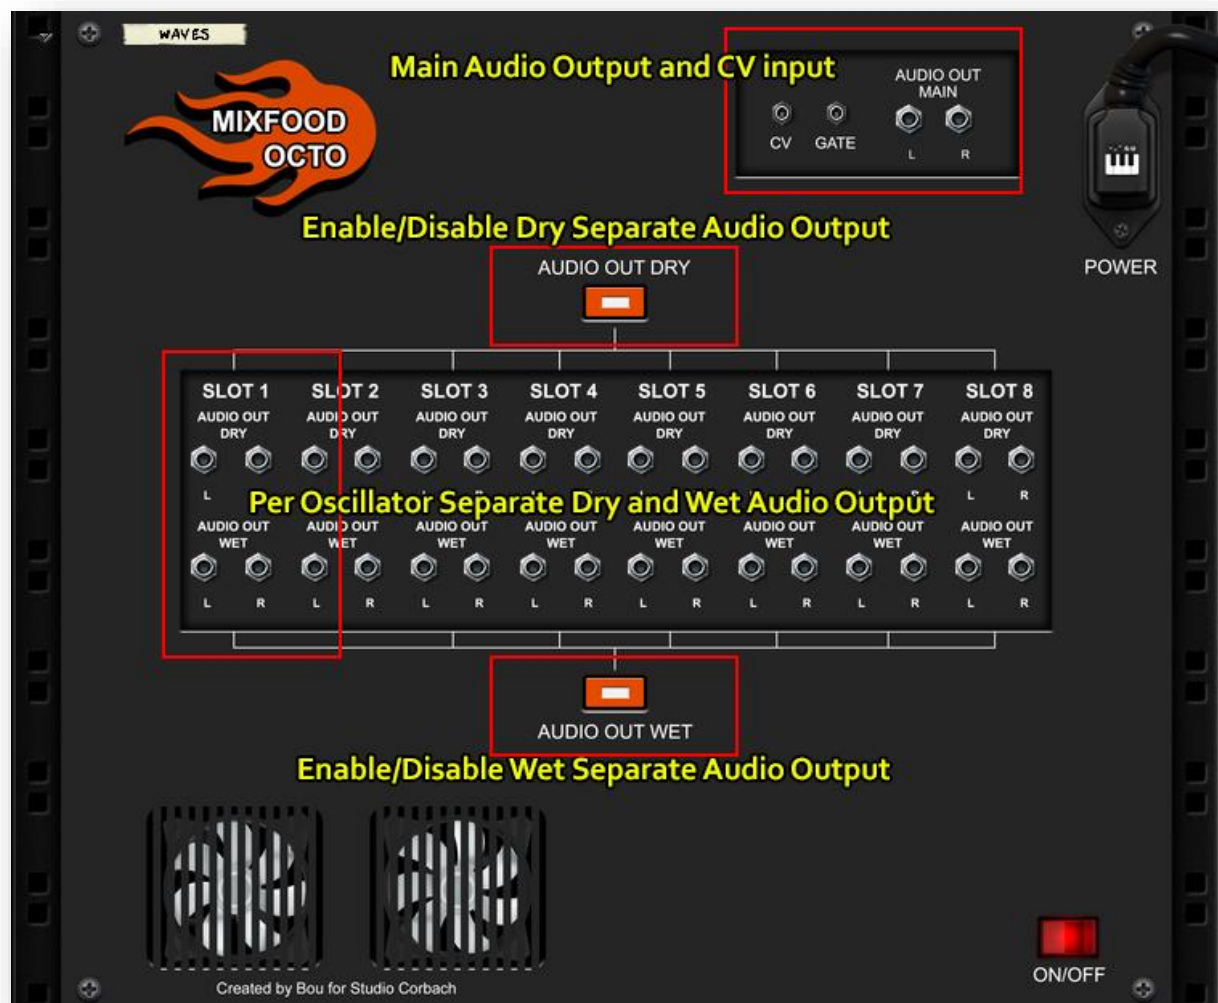 WAVES
Main Audio Output and CV input
AUDIO OUT
MAIN
CV GATE
L R
MIXFOOD
OCTO
POWER
Enable/Disable Dry Separate Audio Output
AUDIO OUT DRY
SLOT 1 SLOT 2 SLOT 3 SLOT 4 SLOT 5 SLOT 6 SLOT 7 SLOT 8
AUDIO OUT AUDIO OUT AUDIO OUT AUDIO OUT AUDIO OUT AUDIO OUT AUDIO OUT AUDIO OUT
DRY DRY DRY DRY DRY DRY DRY DRY
L L R
Per Oscillator Separate Dry and Wet Audio Output
AUDIO OUT AUDIO OUT AUDIO OUT AUDIO OUT AUDIO OUT AUDIO OUT AUDIO OUT AUDIO OUT
WET WET WET WET WET WET WET WET
L R L R L R L R L R L R L R L R
AUDIO OUT WET
Enable/Disable Wet Separate Audio Output
Created by Bou for Studio Corbach
ON/OFF